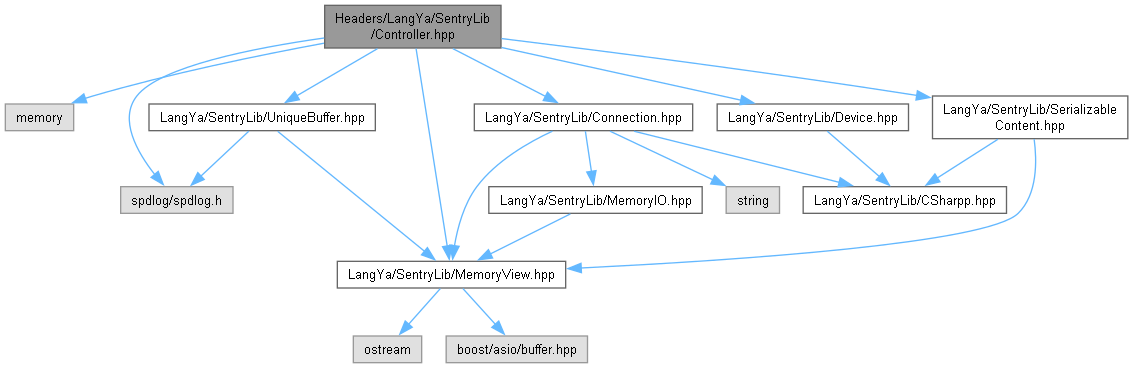 Headers/LangYa/SentryLib
/Controller.hpp
memory
LangYa/SentryLib/UniqueBuffer.hpp
LangYa/SentryLib/Connection.hpp
LangYa/SentryLib/Device.hpp
LangYa/SentryLib/Serializable
Content.hpp
spdlog/spdlog.h
LangYa/SentryLib/MemoryIO.hpp
string
LangYa/SentryLib/CSharpp.hpp
LangYa/SentryLib/MemoryView.hpp
ostream
boost/asio/buffer.hpp